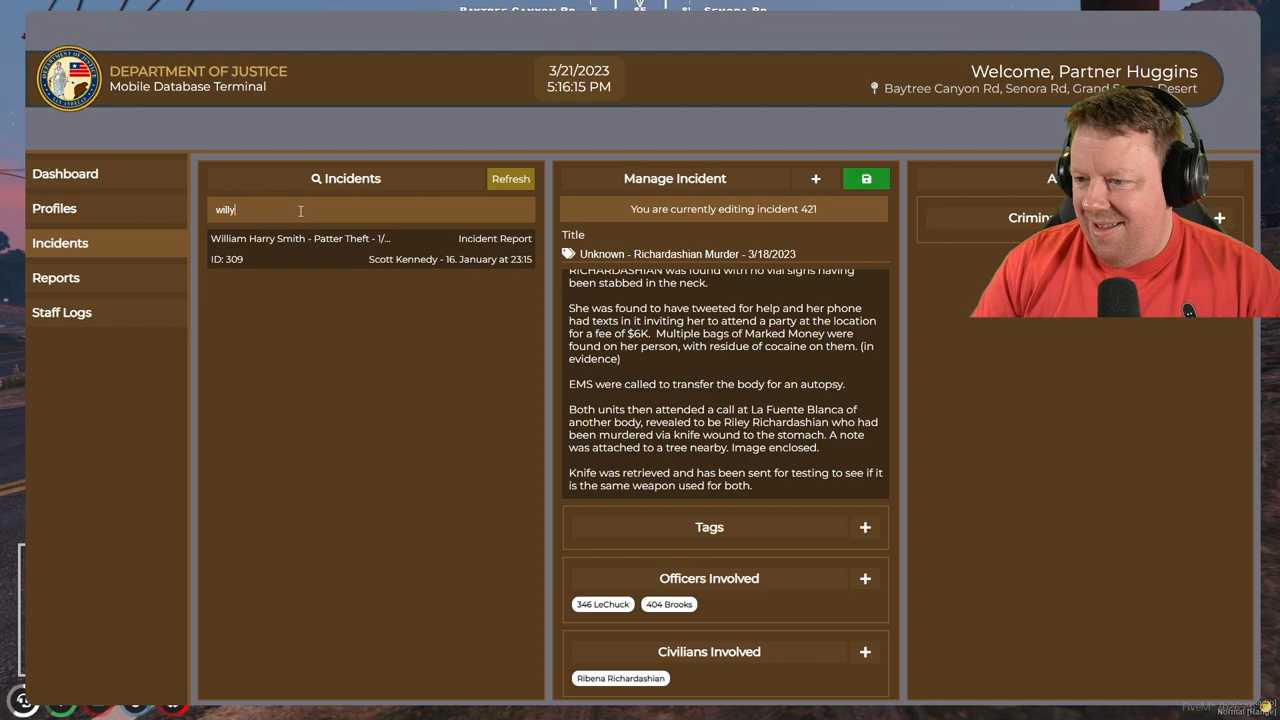 BAYTREE CANYON RD
E
SE
S
SENORA RD
DEPARTMENT OF JUSTICE
Mobile Database Terminal
3/21/2023
5:16:15 PM
Welcome, Partner Huggins
Baytree Canyon Rd, Senora Rd, Grand Desert
Dashboard
Profiles
Incidents
Reports
Staff Logs
Incidents
Refresh
willy
William Harry Smith - Patter Theft - 1/...
Incident Report
ID: 309
Scott Kennedy - 16. January at 23:15
Manage Incident
+
You are currently editing incident 421
Title
Unknown - Richardashian Murder - 3/18/2023
RICHARDASHIAN was found with no vial signs having
been stabbed in the neck.
She was found to have tweeted for help and her phone
had texts in it inviting her to attend a party at the location
for a fee of $6K. Multiple bags of Marked Money were
found on her person, with residue of cocaine on them. (in
evidence)
EMS were called to transfer the body for an autopsy.
Both units then attended a call at La Fuente Blanca of
another body, revealed to be Riley Richardashian who had
been murdered via knife wound to the stomach. A note
was attached to a tree nearby. Image enclosed.
Knife was retrieved and has been sent for testing to see if it
is the same weapon used for both.
Tags
+
Officers Involved
+
346 LeChuck
404 Brooks
Civilians Involved
+
Ribena Richardashian
A
Crimin
+
FiveM
Normal [Range]